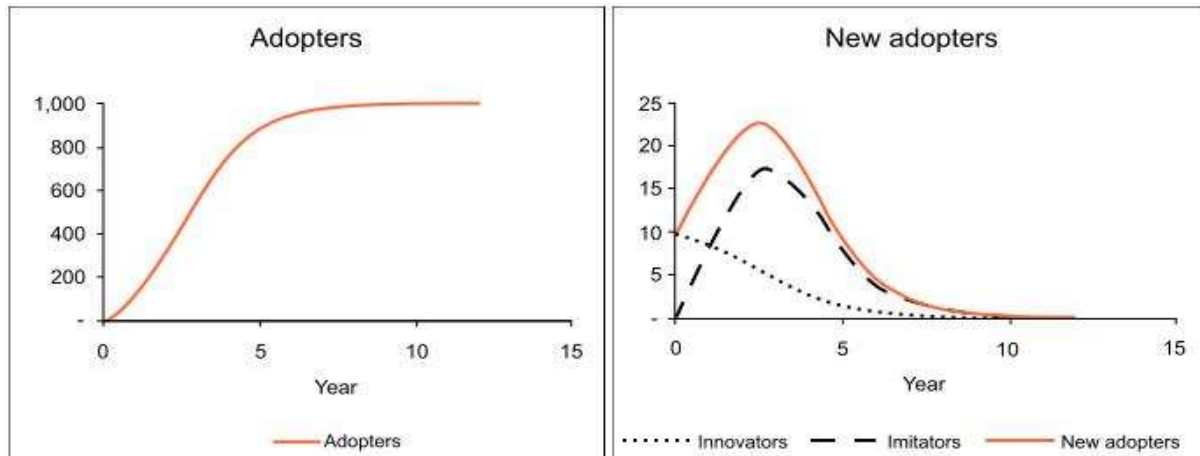 Adopters
1,000
800
600
400
200
-
0 5 10 15
Year
Adopters
New adopters
25
20
15
10
5
-
0 5 10 15
Year
Innovators Imitators New adopters